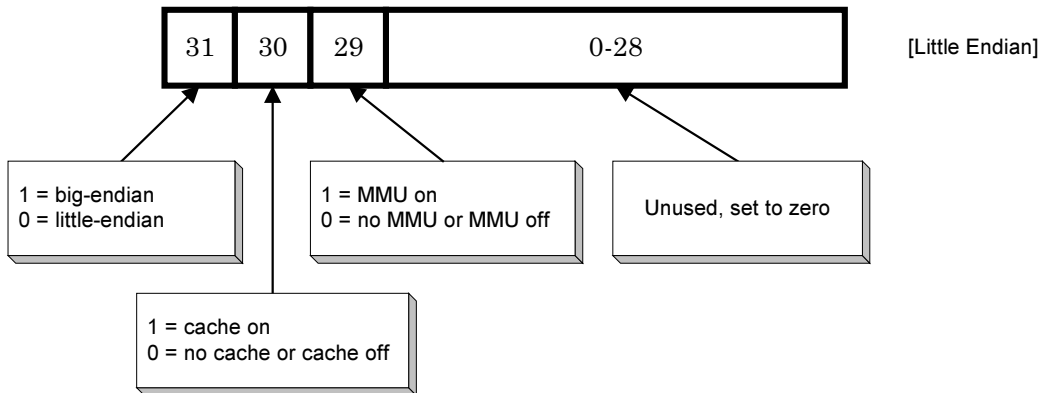 31 30 29 0-28 [Little Endian]
1 = big-endian
0 = little-endian
1 = MMU on
0 = no MMU or MMU off
Unused, set to zero
1 = cache on
0 = no cache or cache off